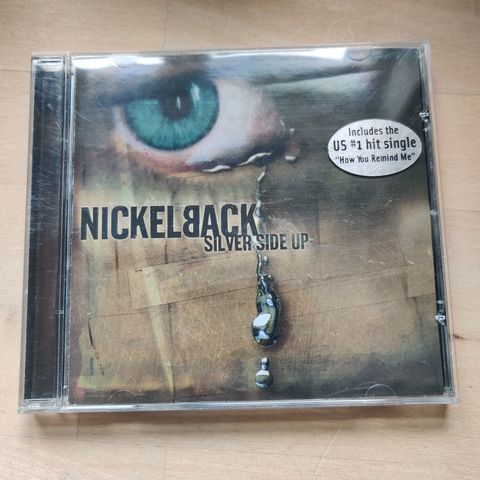 Includes the
US #1 hit single
"How You Remind Me"
NICKELBACK
SILVER SIDE UP